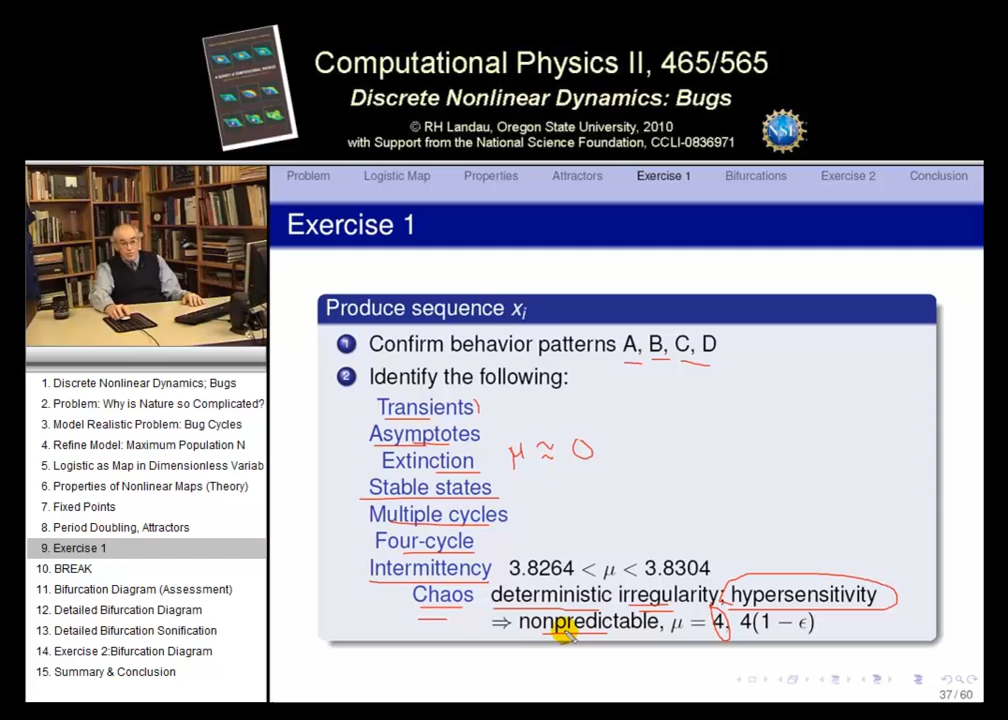 Computational Physics II, 465/565
Discrete Nonlinear Dynamics: Bugs
© RH Landau, Oregon State University, 2010
with Support from the National Science Foundation, CCLI-0836971
NSF
Problem Logistic Map Properties Attractors Exercise 1 Bifurcations Exercise 2 Conclusion
Exercise 1
Produce sequence xᵢ
1 Confirm behavior patterns A, B, C, D
2 Identify the following:
Transients
Asymptotes
Extinction μ ≈ 0
Stable states
Multiple cycles
Four-cycle
Intermittency 3.8264 < μ < 3.8304
Chaos deterministic irregularity; hypersensitivity
⇒ nonpredictable, μ = 4, 4(1 − ϵ)
37 / 60
1. Discrete Nonlinear Dynamics; Bugs
2. Problem: Why is Nature so Complicated?
3. Model Realistic Problem: Bug Cycles
4. Refine Model: Maximum Population N
5. Logistic as Map in Dimensionless Variab
6. Properties of Nonlinear Maps (Theory)
7. Fixed Points
8. Period Doubling, Attractors
9. Exercise 1
10. BREAK
11. Bifurcation Diagram (Assessment)
12. Detailed Bifurcation Diagram
13. Detailed Bifurcation Sonification
14. Exercise 2:Bifurcation Diagram
15. Summary & Conclusion